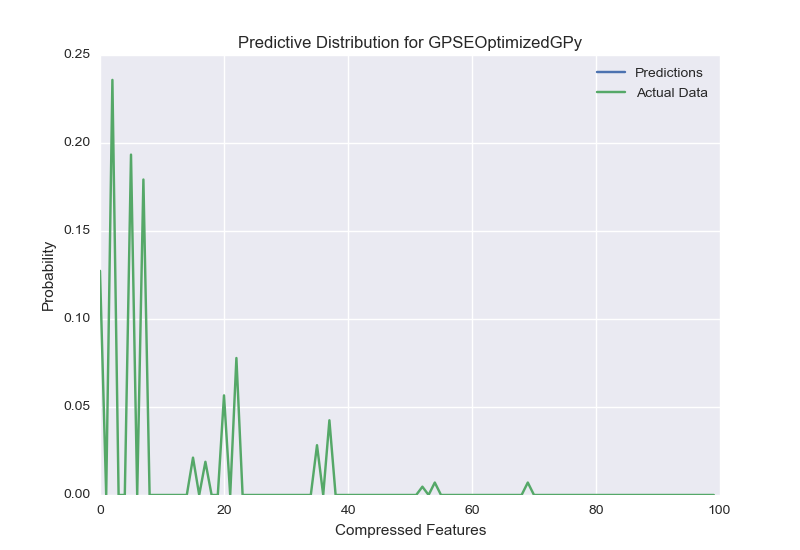 Predictive Distribution for GPSEOptimizedGPy
0.25
0.20
0.15
0.10
0.05
0.00
Probability
Predictions
Actual Data
0 20 40 60 80 100
Compressed Features